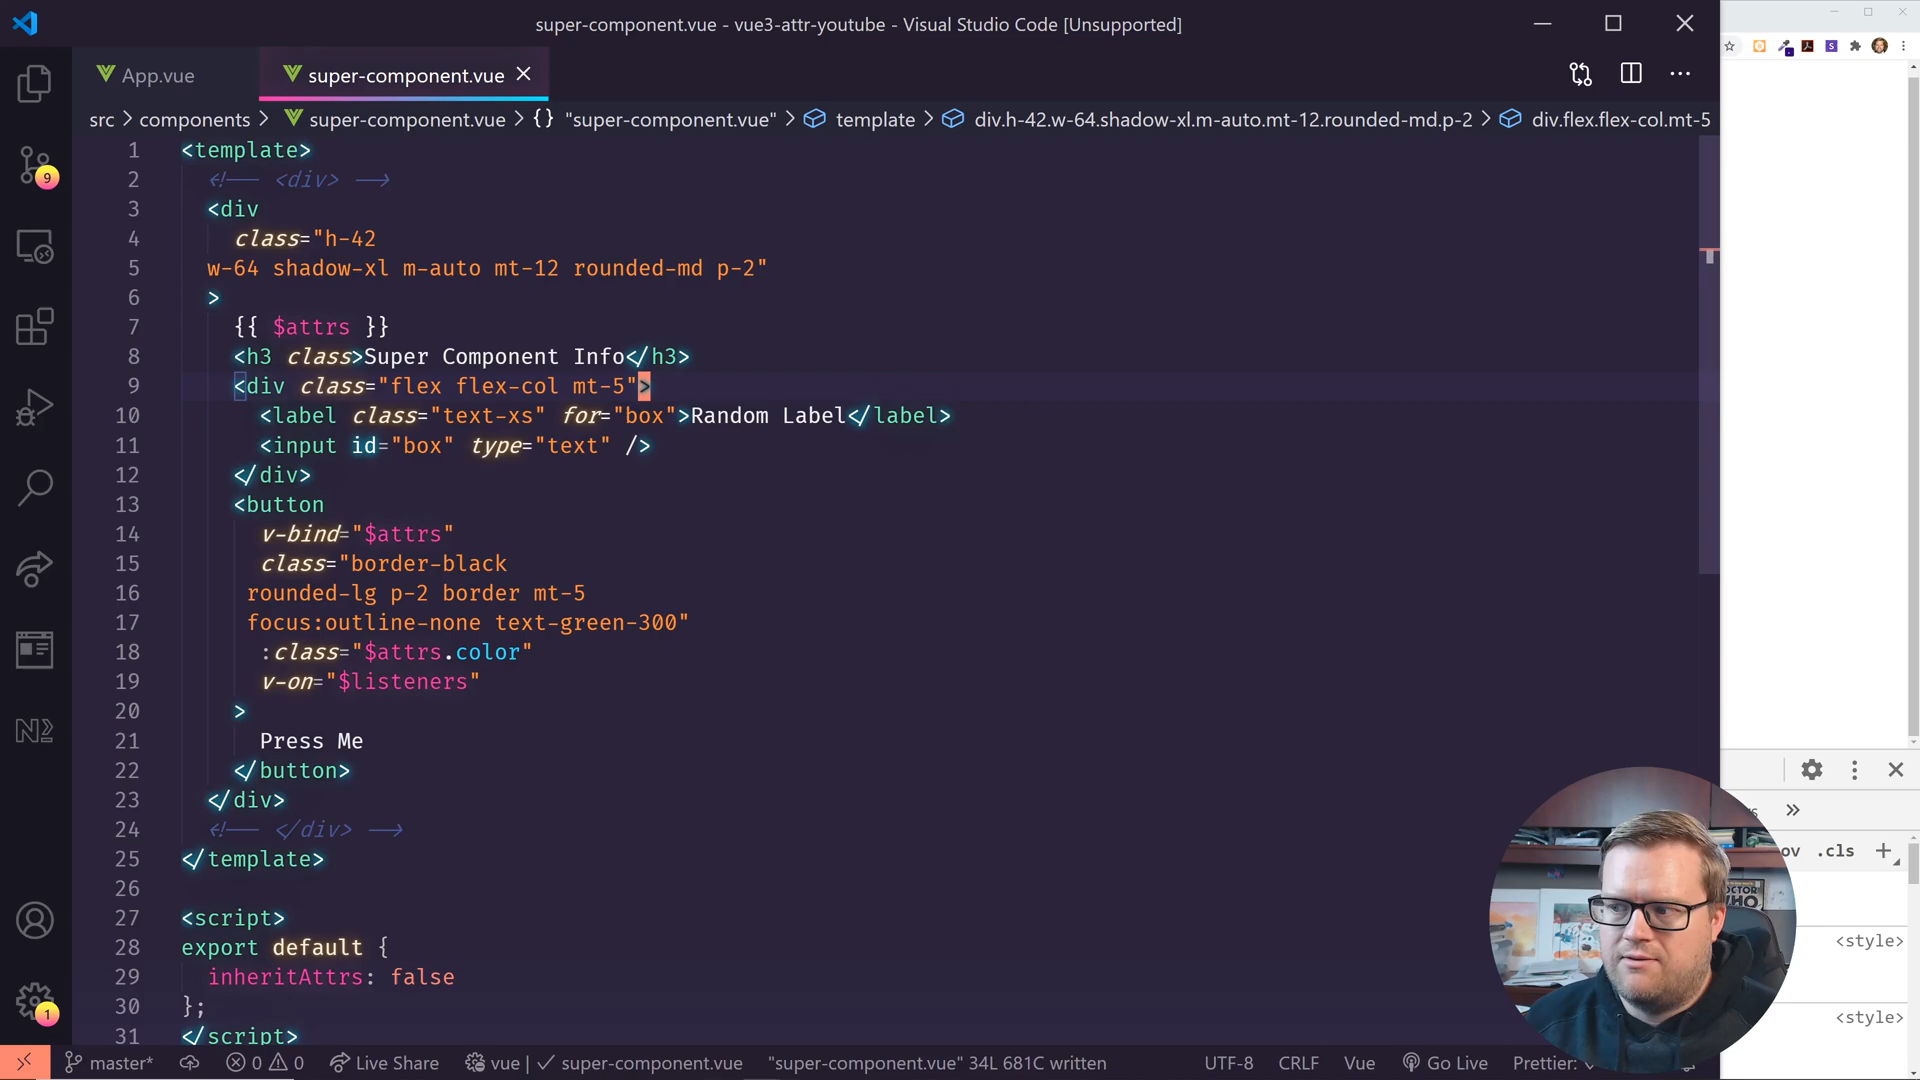 super-component.vue - vue3-attr-youtube - Visual Studio Code [Unsupported]
App.vue
super-component.vue
src > components > super-component.vue > {} "super-component.vue" > template > div.h-42.w-64.shadow-xl.m-auto.mt-12.rounded-md.p-2 > div.flex.flex-col.mt-5
1 <template>
2 <!-- <div> -->
3 <div
4 class="h-42
5 w-64 shadow-xl m-auto mt-12 rounded-md p-2"
6 >
7 {{ $attrs }}
8 <h3 class>Super Component Info</h3>
9 <div class="flex flex-col mt-5">
10 <label class="text-xs" for="box">Random Label</label>
11 <input id="box" type="text" />
12 </div>
13 <button
14 v-bind="$attrs"
15 class="border-black
16 rounded-lg p-2 border mt-5
17 focus:outline-none text-green-300"
18 :class="$attrs.color"
19 v-on="$listeners"
20 >
21 Press Me
22 </button>
23 </div>
24 <!-- </div> -->
25 </template>
26
27 <script>
28 export default {
29 inheritAttrs: false
30 };
31 </script>
9
N2
1
.cls
DOCTOR
WHO
<style>
<style>
master* 0 0 Live Share vue | ✓ super-component.vue "super-component.vue" 34L 681C written UTF-8 CRLF Vue Go Live Prettier: